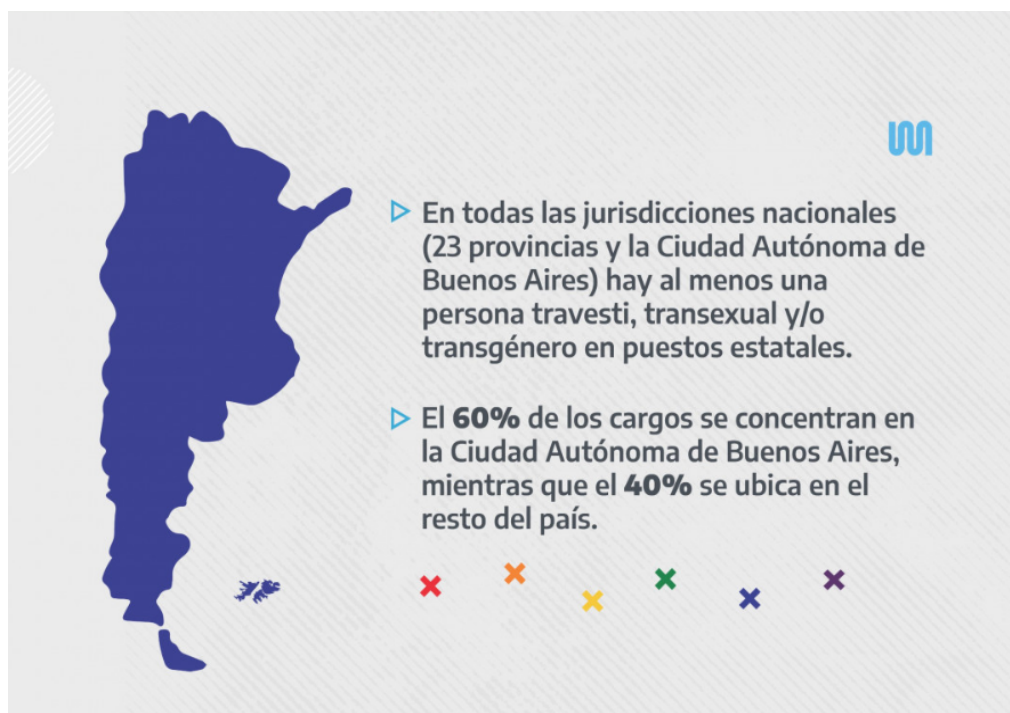 En todas las jurisdicciones nacionales
(23 provincias y la Ciudad Autónoma de
Buenos Aires) hay al menos una
persona travesti, transexual y/o
transgénero en puestos estatales.
El 60% de los cargos se concentran en
la Ciudad Autónoma de Buenos Aires,
mientras que el 40% se ubica en el
resto del país.